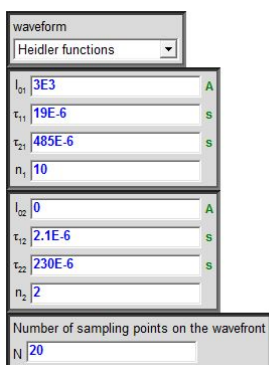 waveform
Heidler functions
I₀₁ 3E3 A
τ₁₁ 19E-6 s
τ₂₁ 485E-6 s
n₁ 10
I₀₂ 0 A
τ₁₂ 2.1E-6 s
τ₂₂ 230E-6 s
n₂ 2
Number of sampling points on the wavefront
N 20